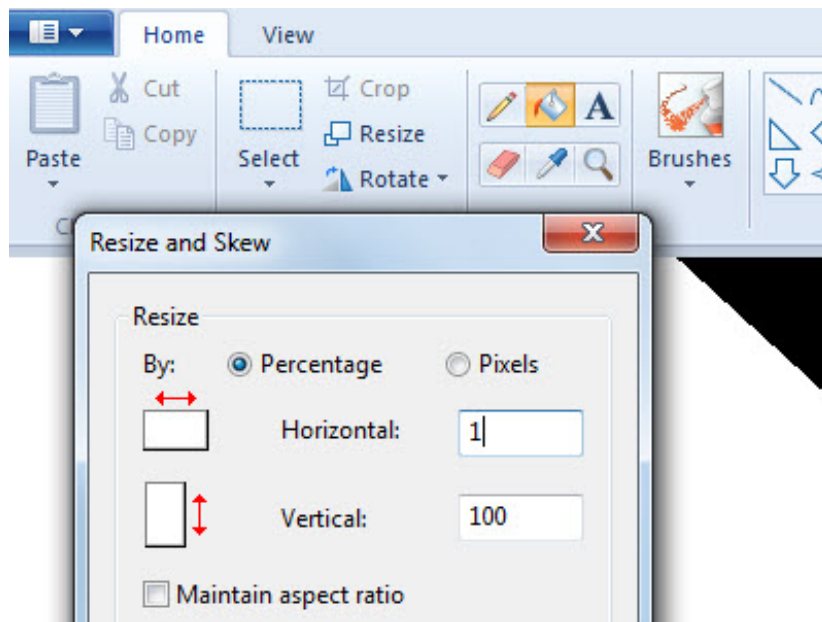 Home View
Cut
Copy
Paste
Select
Crop
Resize
Rotate
A
Brushes
Resize and Skew
Resize
By: Percentage Pixels
Horizontal: 1
Vertical: 100
Maintain aspect ratio